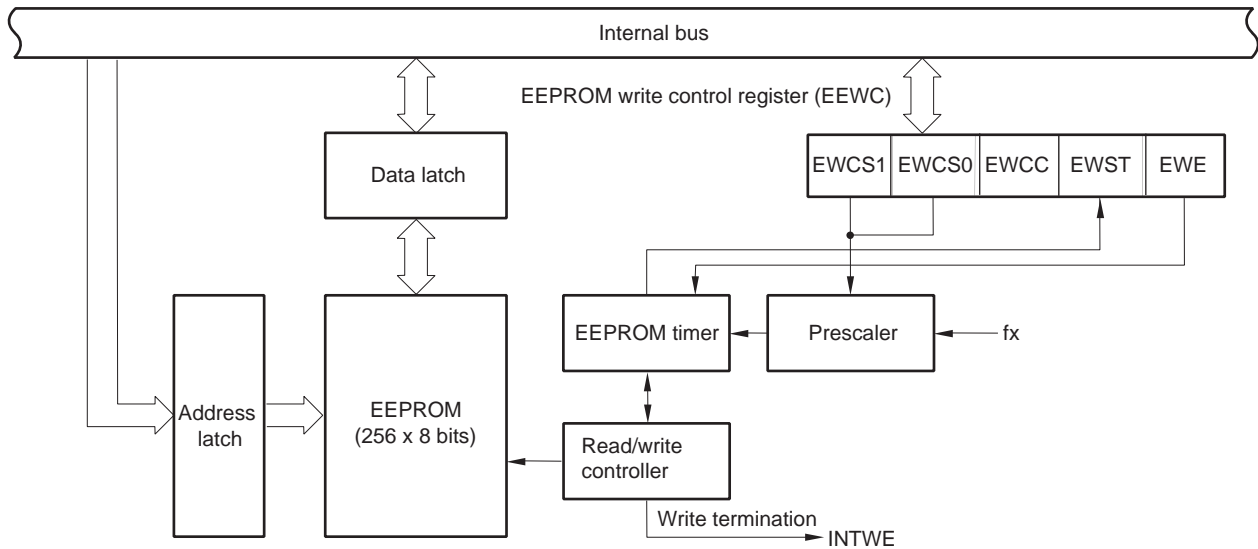 Internal bus
EEPROM write control register (EEWC)
Data latch
EWCS1
EWCS0
EWCC
EWST
EWE
Address
latch
EEPROM
(256 x 8 bits)
EEPROM timer
Prescaler
fx
Read/write
controller
Write termination
INTWE